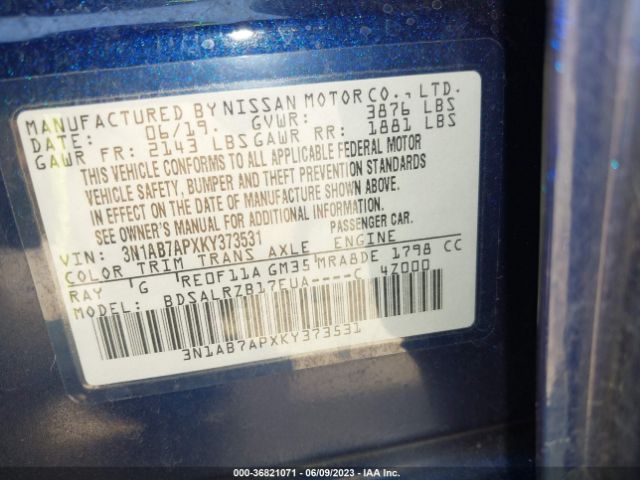 MANUFACTURED BY NISSAN MOTOR CO., LTD.
DATE: 06/19. GVWR: 3876 LBS
GAWR FR: 2143 LBS GAWR RR: 1881 LBS
THIS VEHICLE CONFORMS TO ALL APPLICABLE FEDERAL MOTOR
VEHICLE SAFETY, BUMPER AND THEFT PREVENTION STANDARDS
IN EFFECT ON THE DATE OF MANUFACTURE SHOWN ABOVE.
SEE OWNER'S MANUAL FOR ADDITIONAL INFORMATION.
VIN: 3N1AB7APXKY373531 PASSENGER CAR.
COLOR TRIM TRANS AXLE ENGINE
RAY G RE0F11A GM35 MRA8DE 1798 CC
MODEL: BDSALRZB17EUA----C 4Z000
3N1AB7APXKY373531
000-36821071 - 06/09/2023 - IAA Inc.